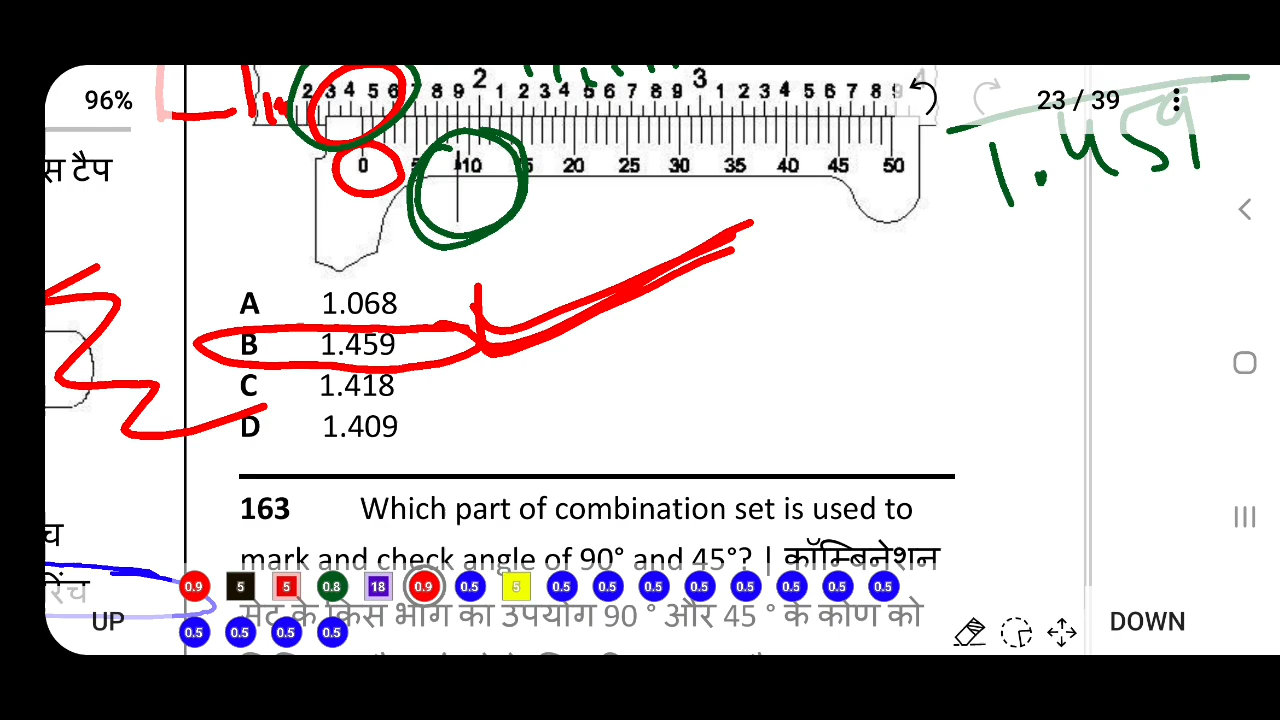 2 3
2 3 4 5 6 8 9 1 2 3 4 5 6 7 8 9 1 2 3 4 5 6 7 8 9
0 5 10 15 20 25 30 35 40 45 50
96%
23 / 39
1.459
स टैप
A 1.068
B 1.459
C 1.418
D 1.409
163 Which part of combination set is used to
mark and check angle of 90° and 45°? | कॉम्बिनेशन
सेट के किस भाग का उपयोग 90 ° और 45 ° के कोण को
च
रिंच
0.9 5 5 0.8 18 0.9 0.5 5 0.5 0.5 0.5 0.5 0.5 0.5 0.5 0.5
0.5 0.5 0.5 0.5
UP
DOWN